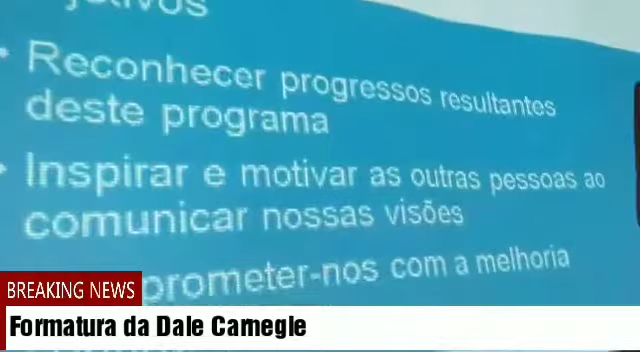 • Reconhecer progressos resultantes
deste programa
• Inspirar e motivar as outras pessoas ao
comunicar nossas visões
prometer-nos com a melhoria
BREAKING NEWS
Formatura da Dale Carnegie